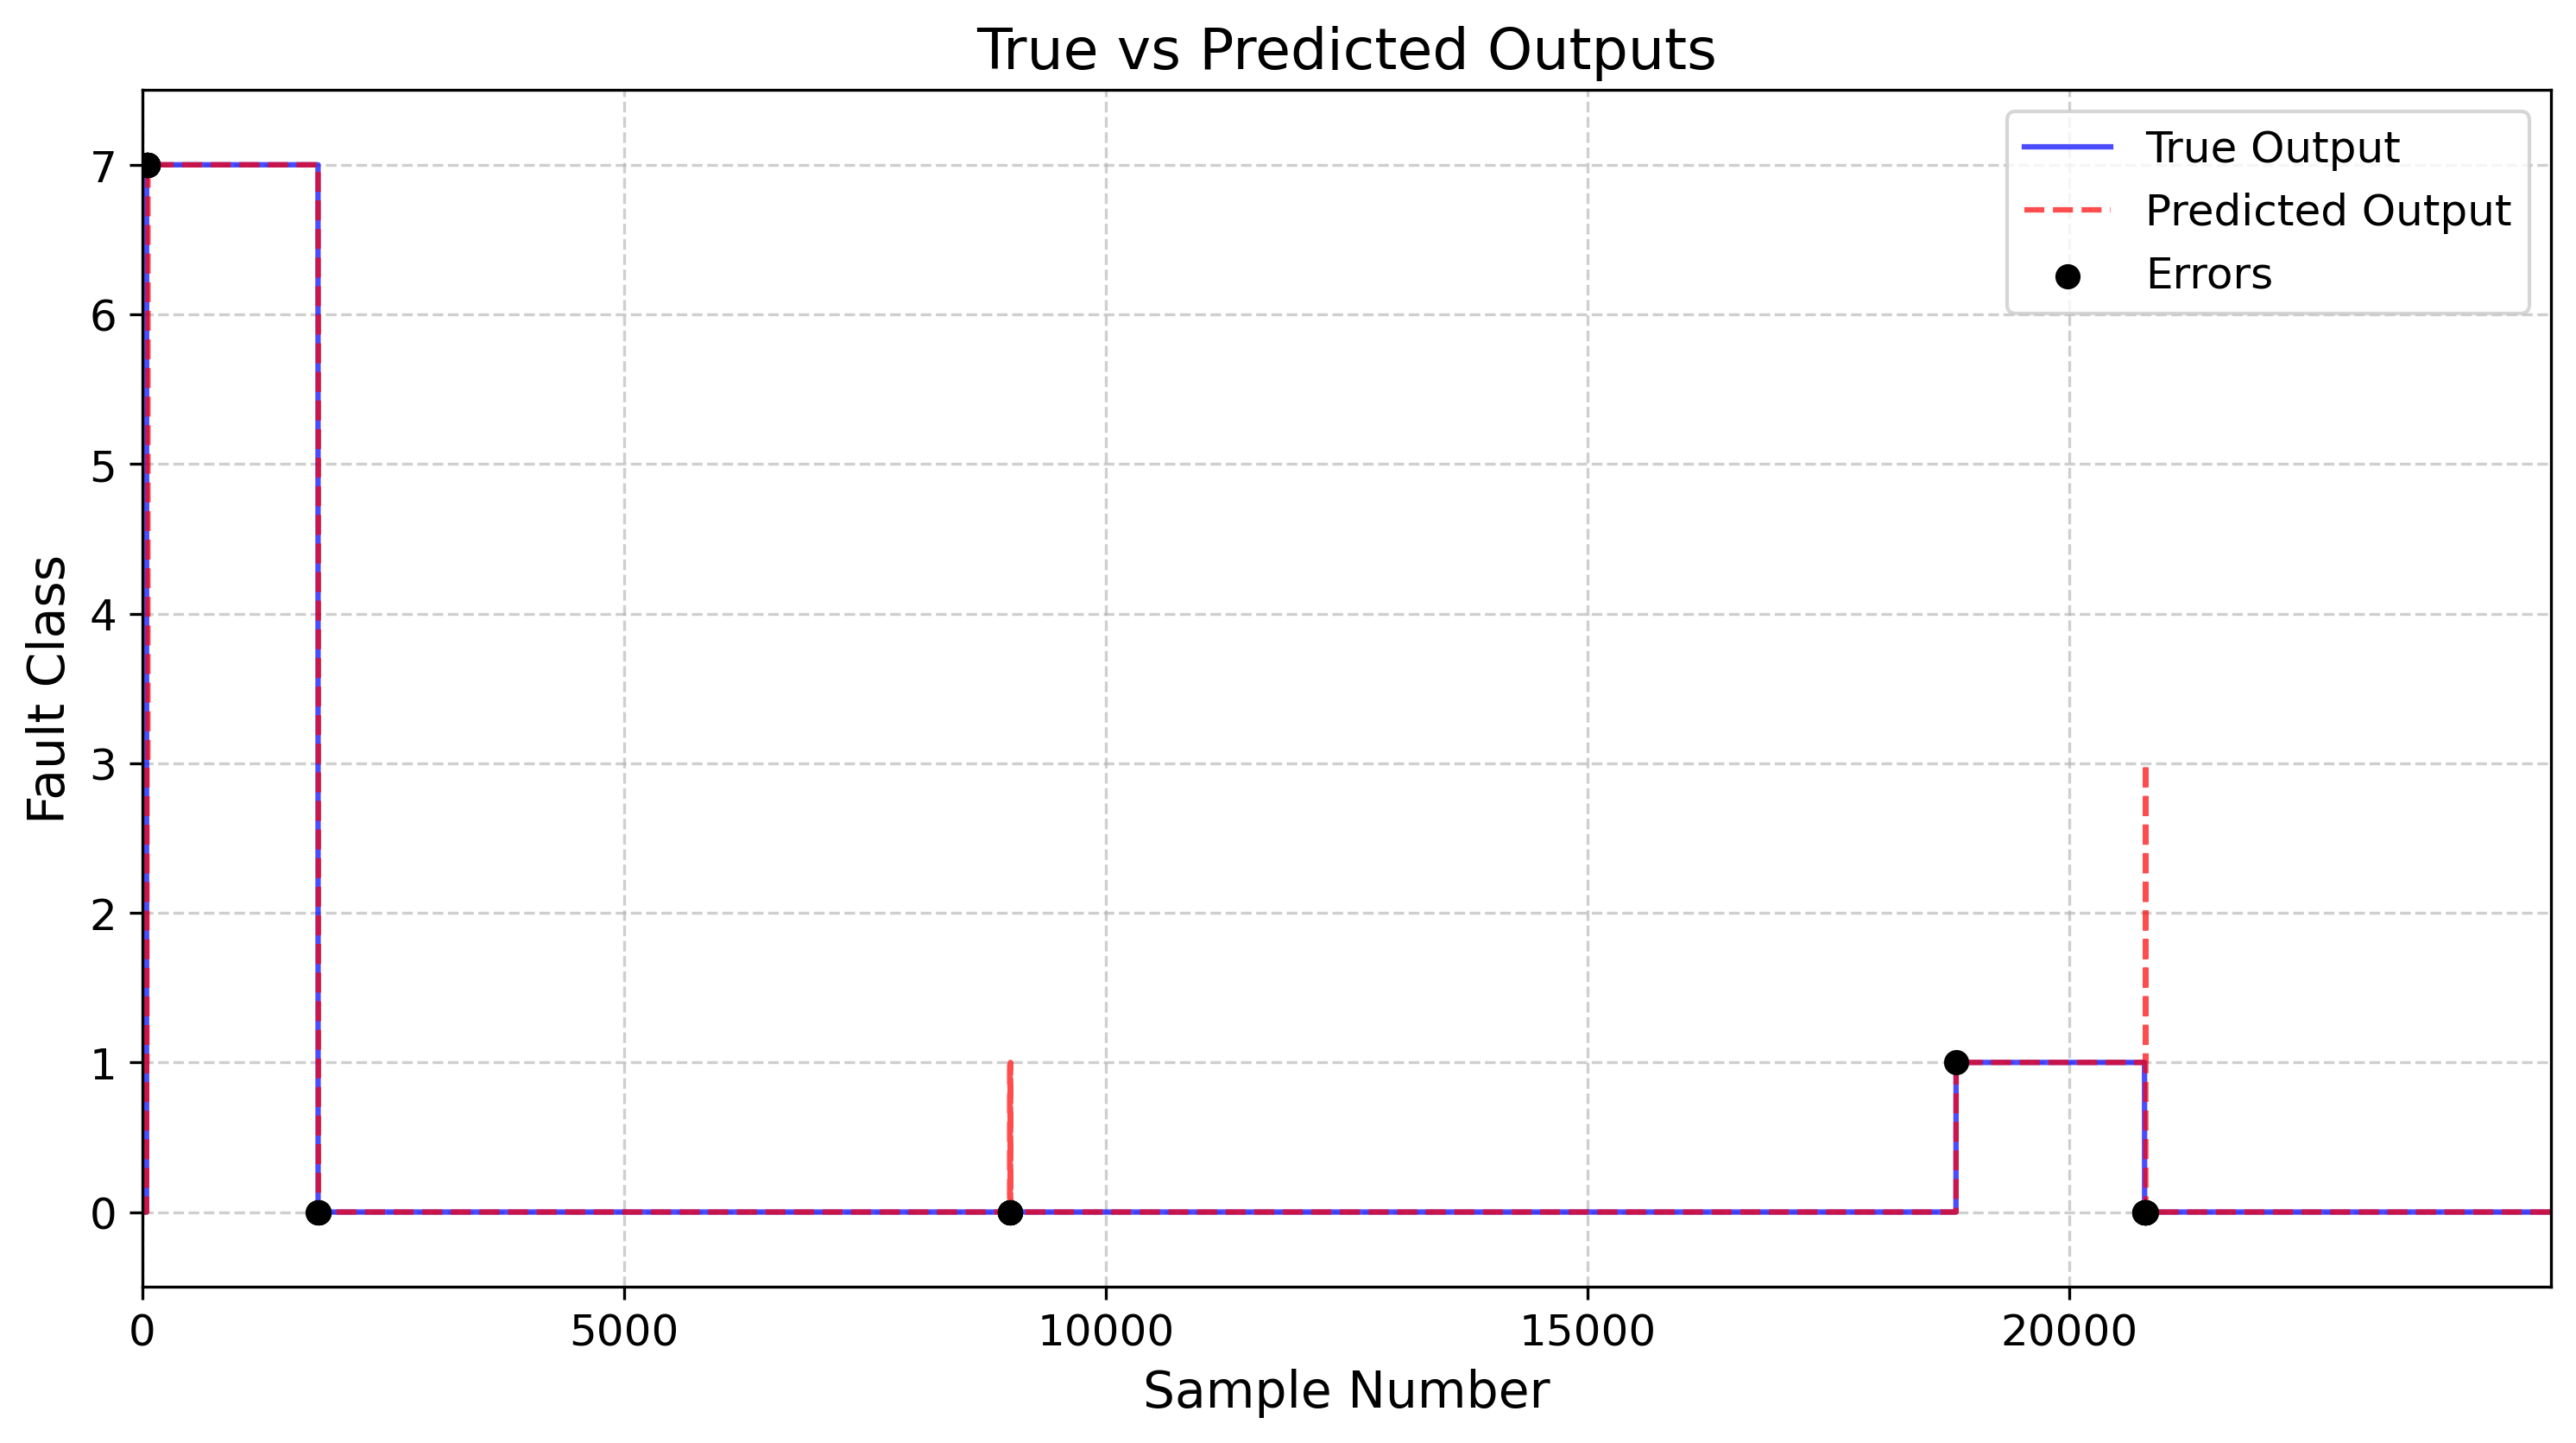 True vs Predicted Outputs
True Output
Predicted Output
Errors
Fault Class
7
6
5
4
3
2
1
0
0 5000 10000 15000 20000
Sample Number